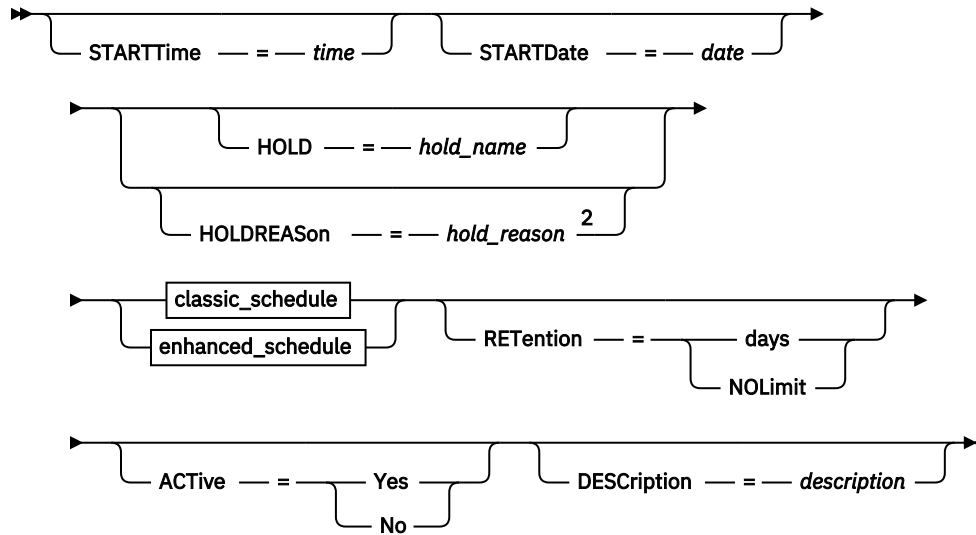 STARTTime = time STARTDate = date
HOLD = hold_name
HOLDREASon = hold_reason 2
classic_schedule
enhanced_schedule
RETention = days
NOLimit
ACTive = Yes DESCription = description
No